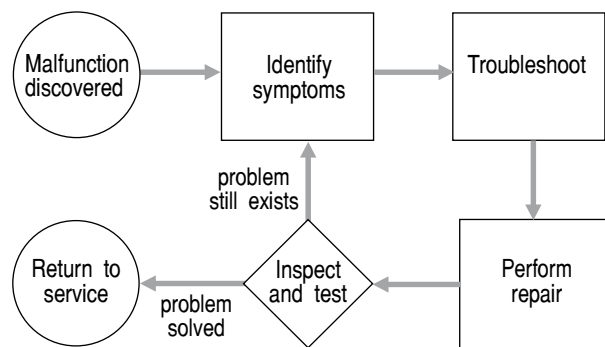 Malfunction
discovered
Identify
symptoms
Troubleshoot
problem
still exists
Return to
service
problem
solved
Inspect
and test
Perform
repair